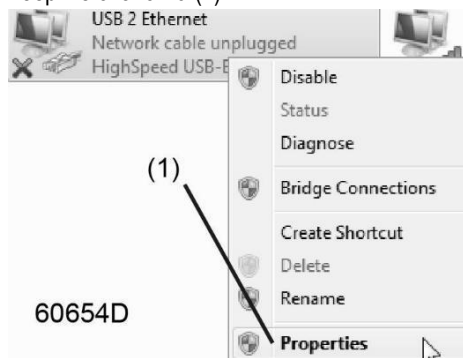 USB 2 Ethernet
Network cable unplugged
HighSpeed USB-E
Disable
Status
Diagnose
(1)
Bridge Connections
Create Shortcut
Delete
Rename
60654D
Properties